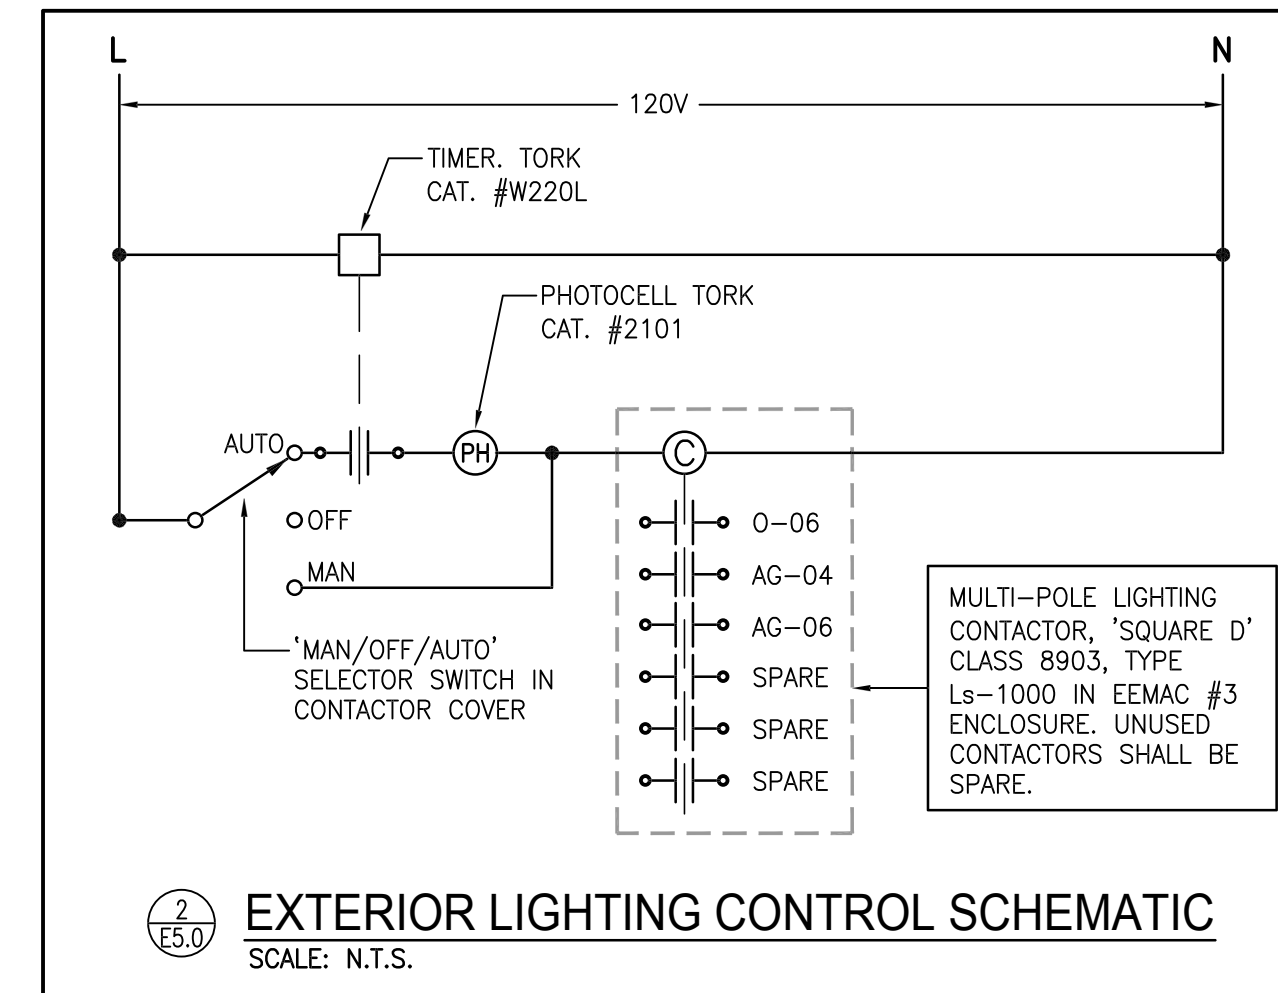 L
N
120V
TIMER. TORK
CAT. #W220L
PHOTOCELL TORK
CAT. #2101
AUTO
PH
C
OFF
MAN
O-06
AG-04
AG-06
SPARE
SPARE
SPARE
'MAN/OFF/AUTO'
SELECTOR SWITCH IN
CONTACTOR COVER
MULTI-POLE LIGHTING
CONTACTOR, 'SQUARE D'
CLASS 8903, TYPE
Ls-1000 IN EEMAC #3
ENCLOSURE. UNUSED
CONTACTORS SHALL BE
SPARE.
2
E5.0
EXTERIOR LIGHTING CONTROL SCHEMATIC
SCALE: N.T.S.